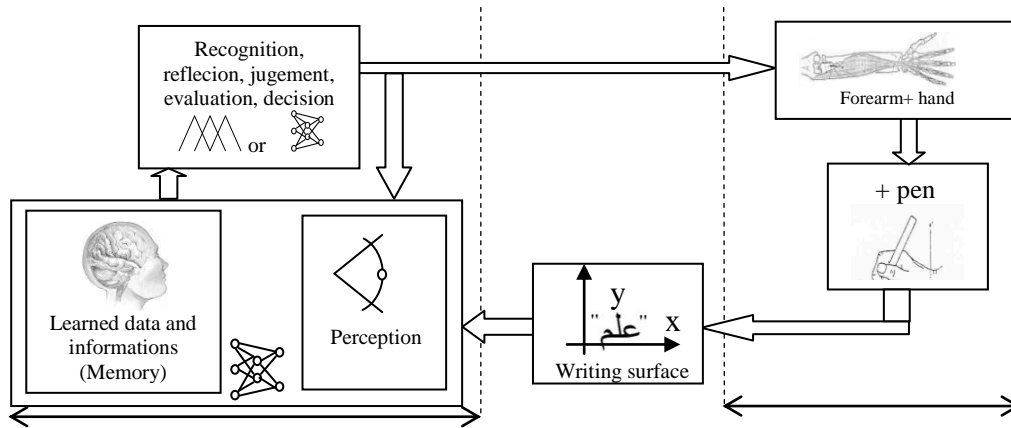 Recognition,
reflecion, jugement,
evaluation, decision
or
Forearm+ hand
+ pen
Learned data and
informations
(Memory)
Perception
y
"علم"
x
Writing surface